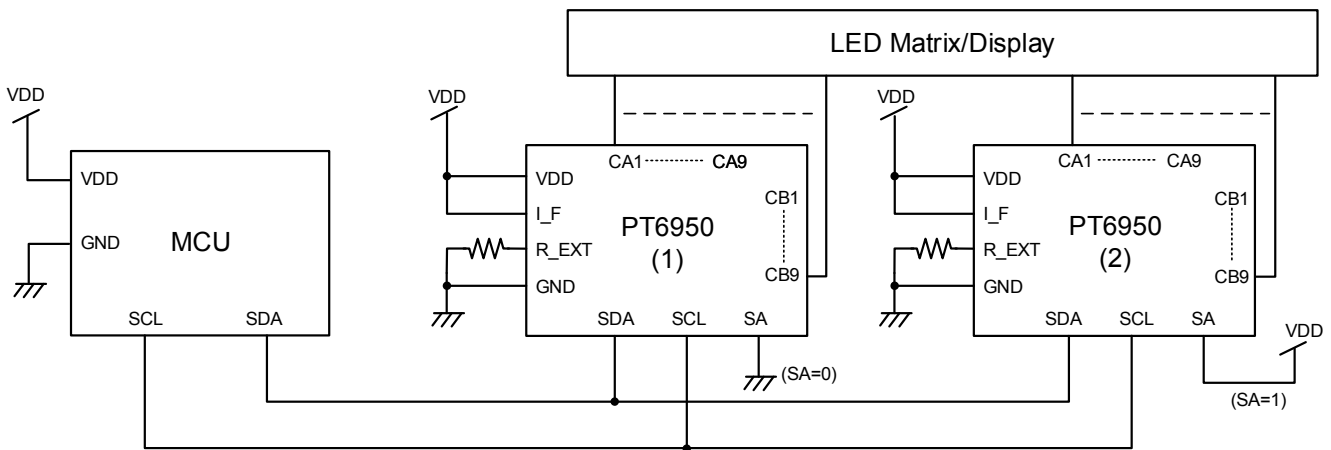 LED Matrix/Display
VDD
VDD
GND
MCU
SCL SDA
VDD
VDD
I_F
R_EXT
GND
CA1 CA9
CB1
CB9
PT6950
(1)
SDA SCL SA
(SA=0)
VDD
VDD
I_F
R_EXT
GND
CA1 CA9
CB1
CB9
PT6950
(2)
SDA SCL SA
VDD
(SA=1)